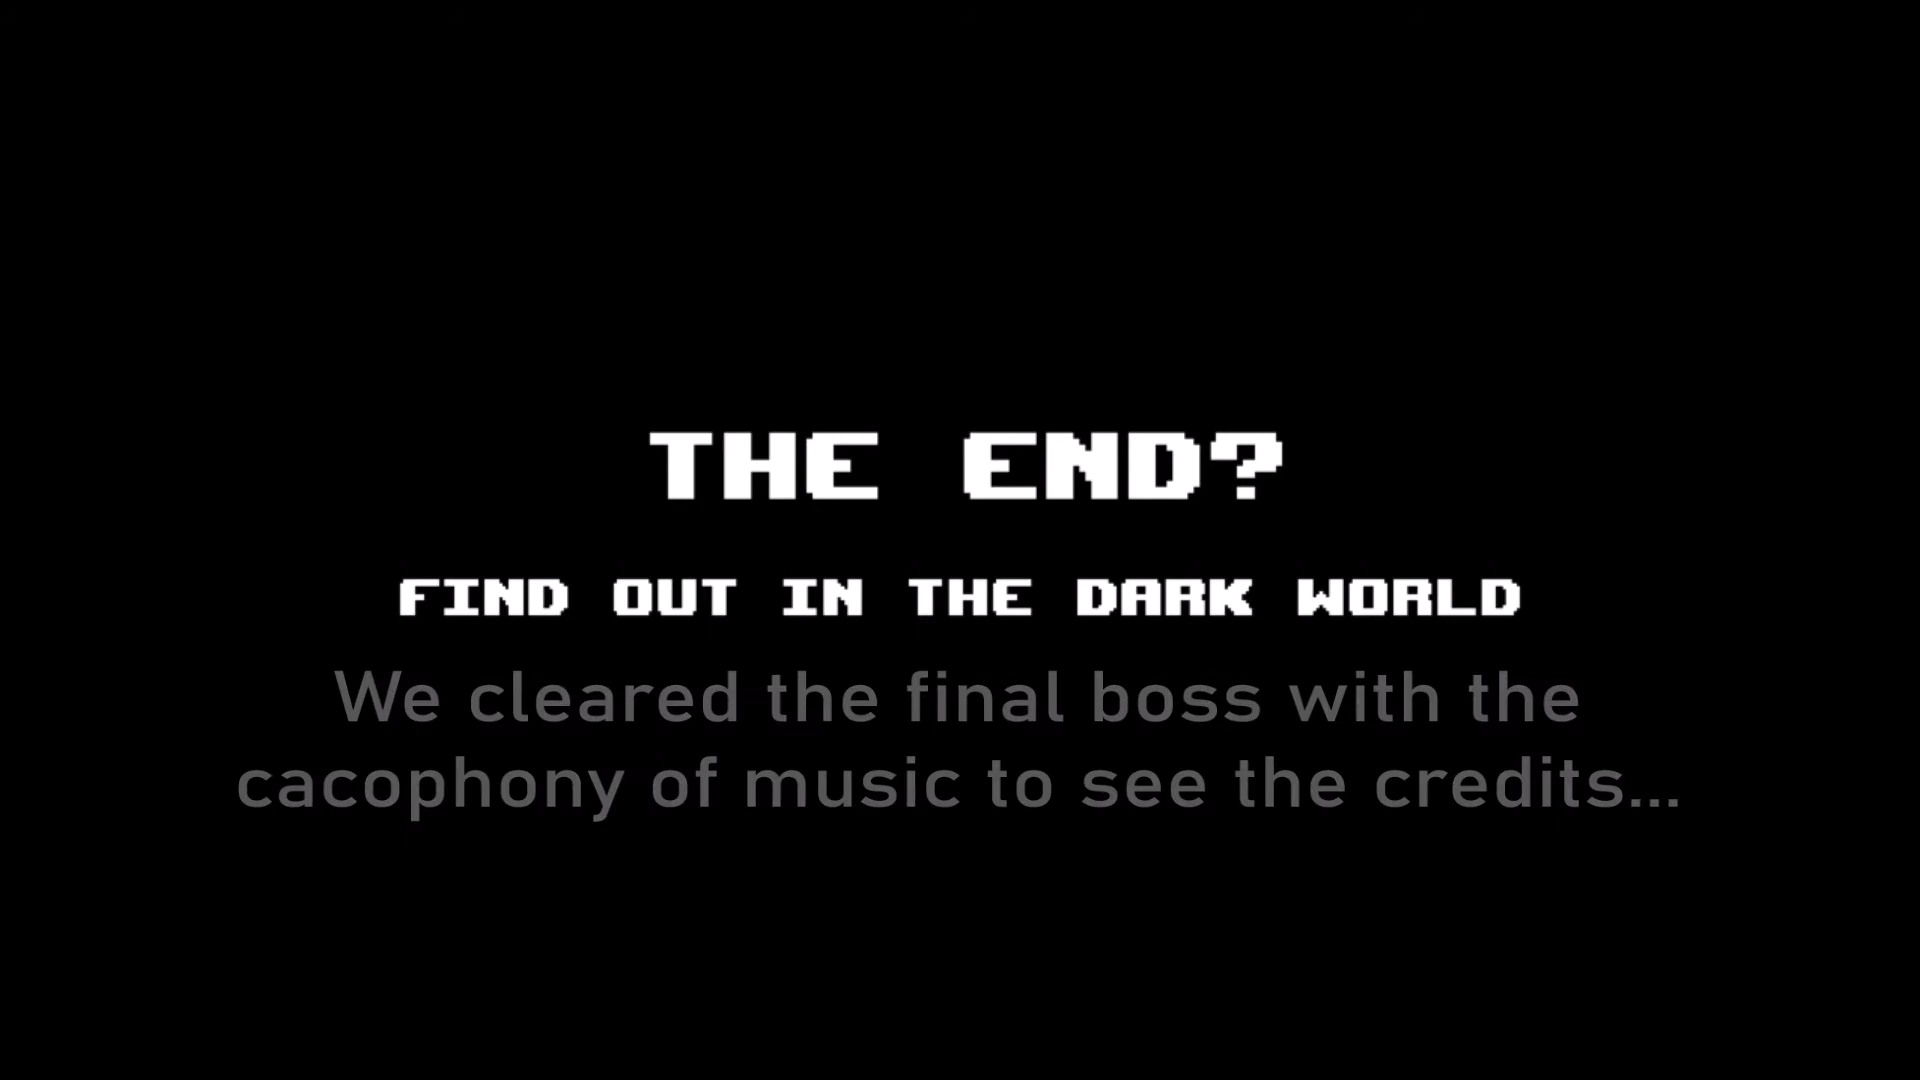 THE END?
FIND OUT IN THE DARK WORLD
We cleared the final boss with the
cacophony of music to see the credits...